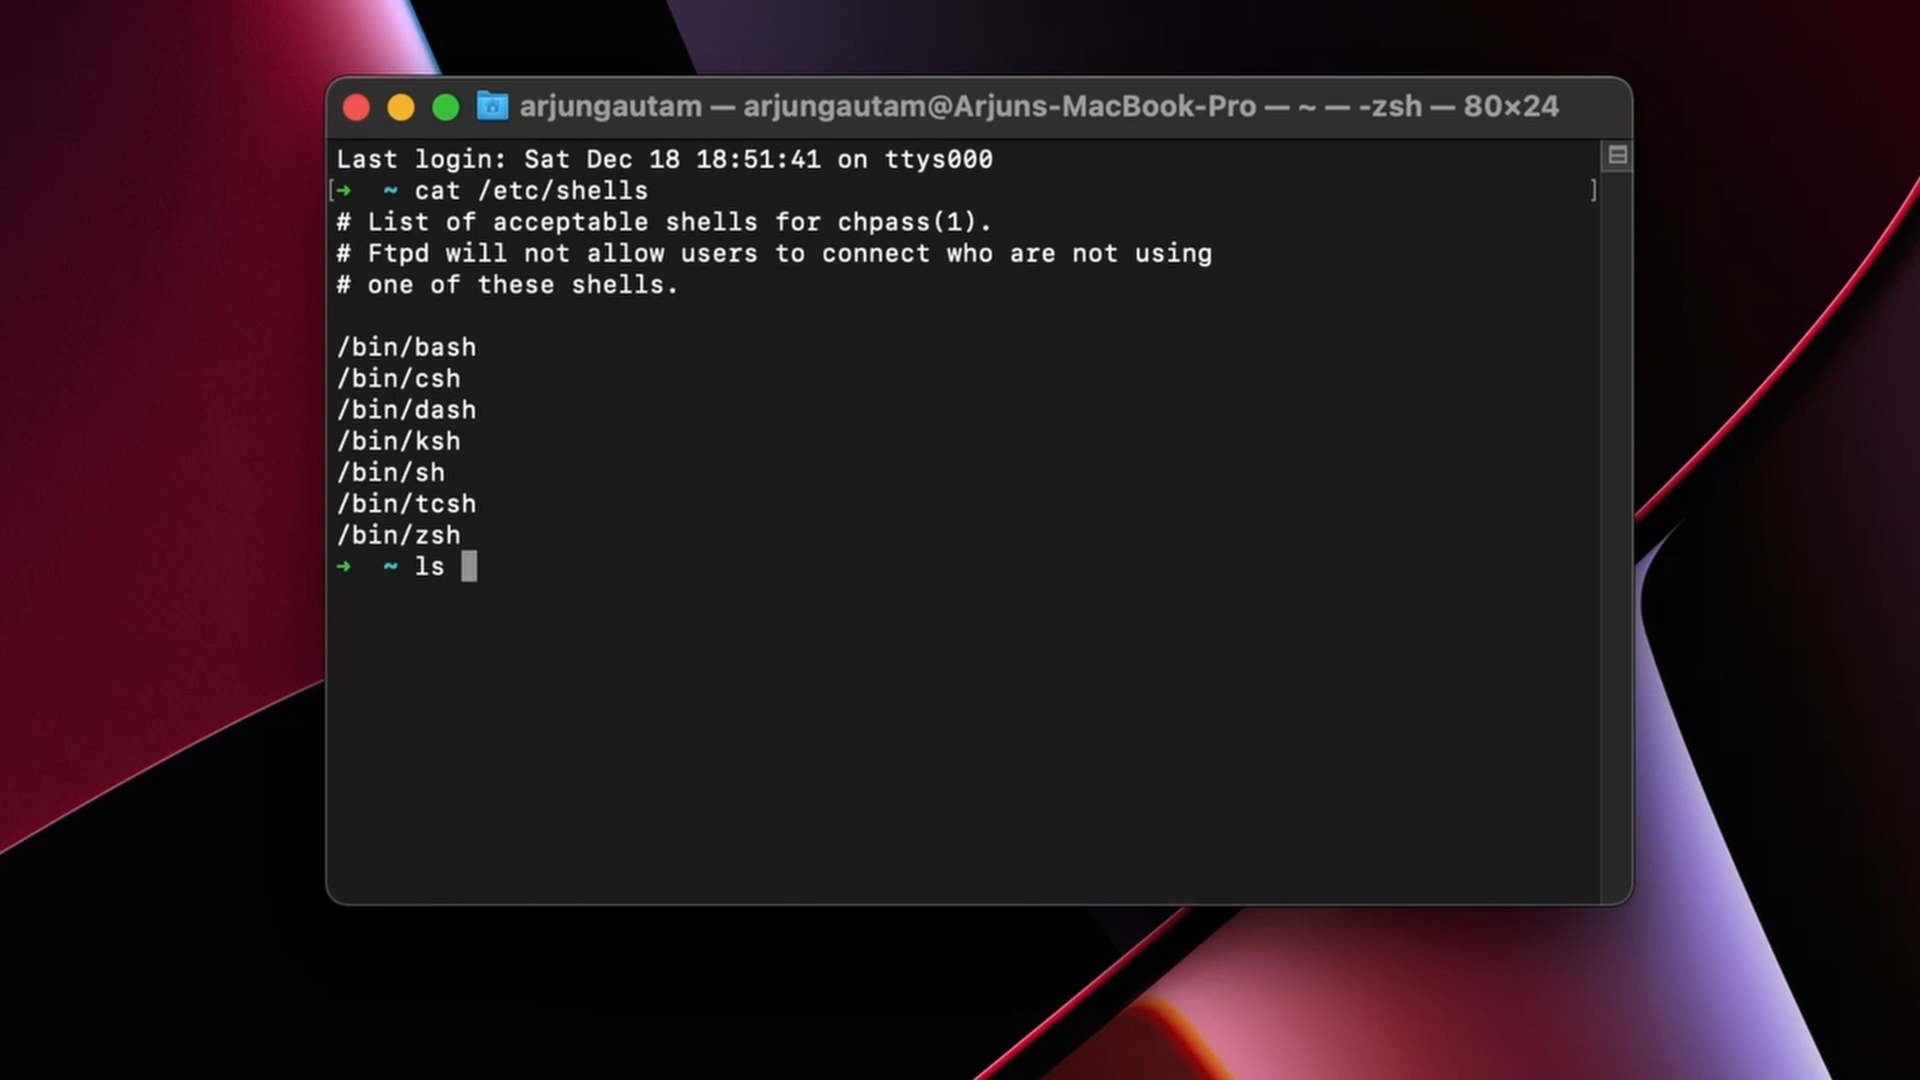 arjungautam — arjungautam@Arjuns-MacBook-Pro — ~ — -zsh — 80×24
Last login: Sat Dec 18 18:51:41 on ttys000
[➜  ~ cat /etc/shells ]
# List of acceptable shells for chpass(1).
# Ftpd will not allow users to connect who are not using
# one of these shells.

/bin/bash
/bin/csh
/bin/dash
/bin/ksh
/bin/sh
/bin/tcsh
/bin/zsh
➜  ~ ls